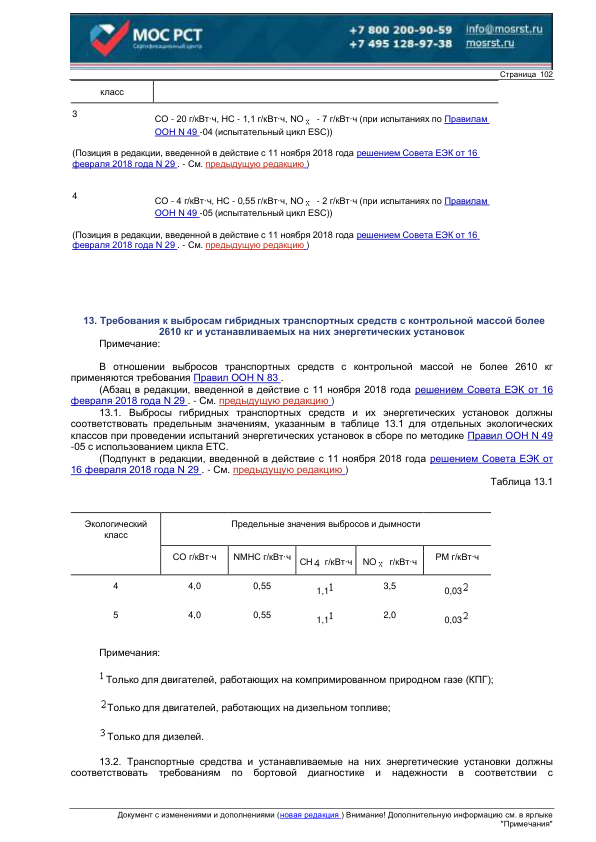 МОС РСТ
Сертификационный центр
+7 800 200-90-59 info@mosrst.ru
+7 495 128-97-38 mosrst.ru
Страница 102
класс
3
CO - 20 г/кВт·ч, HC - 1,1 г/кВт·ч, NO x - 7 г/кВт·ч (при испытаниях по Правилам
ООН N 49 -04 (испытательный цикл ESC))
(Позиция в редакции, введенной в действие с 11 ноября 2018 года решением Совета ЕЭК от 16
февраля 2018 года N 29 . - См. предыдущую редакцию )
4
CO - 4 г/кВт·ч, HC - 0,55 г/кВт·ч, NO x - 2 г/кВт·ч (при испытаниях по Правилам
ООН N 49 -05 (испытательный цикл ESC))
(Позиция в редакции, введенной в действие с 11 ноября 2018 года решением Совета ЕЭК от 16
февраля 2018 года N 29 . - См. предыдущую редакцию )
13. Требования к выбросам гибридных транспортных средств с контрольной массой более
2610 кг и устанавливаемых на них энергетических установок
Примечание:
В отношении выбросов транспортных средств с контрольной массой не более 2610 кг
применяются требования Правил ООН N 83 .
(Абзац в редакции, введенной в действие с 11 ноября 2018 года решением Совета ЕЭК от 16
февраля 2018 года N 29 . - См. предыдущую редакцию )
13.1. Выбросы гибридных транспортных средств и их энергетических установок должны
соответствовать предельным значениям, указанным в таблице 13.1 для отдельных экологических
классов при проведении испытаний энергетических установок в сборе по методике Правил ООН N 49
-05 с использованием цикла ETC.
(Подпункт в редакции, введенной в действие с 11 ноября 2018 года решением Совета ЕЭК от
16 февраля 2018 года N 29 . - См. предыдущую редакцию )
Таблица 13.1
Экологический Предельные значения выбросов и дымности
класс
CO г/кВт·ч NMHC г/кВт·ч CH 4 г/кВт·ч NO x г/кВт·ч PM г/кВт·ч
4 4,0 0,55 1,1 1 3,5 0,03 2
5 4,0 0,55 1,1 1 2,0 0,03 2
Примечания:
1 Только для двигателей, работающих на компримированном природном газе (КПГ);
2 Только для двигателей, работающих на дизельном топливе;
3 Только для дизелей.
13.2. Транспортные средства и устанавливаемые на них энергетические установки должны
соответствовать требованиям по бортовой диагностике и надежности в соответствии с
Документ с изменениями и дополнениями (новая редакция ) Внимание! Дополнительную информацию см. в ярлыке
"Примечания"